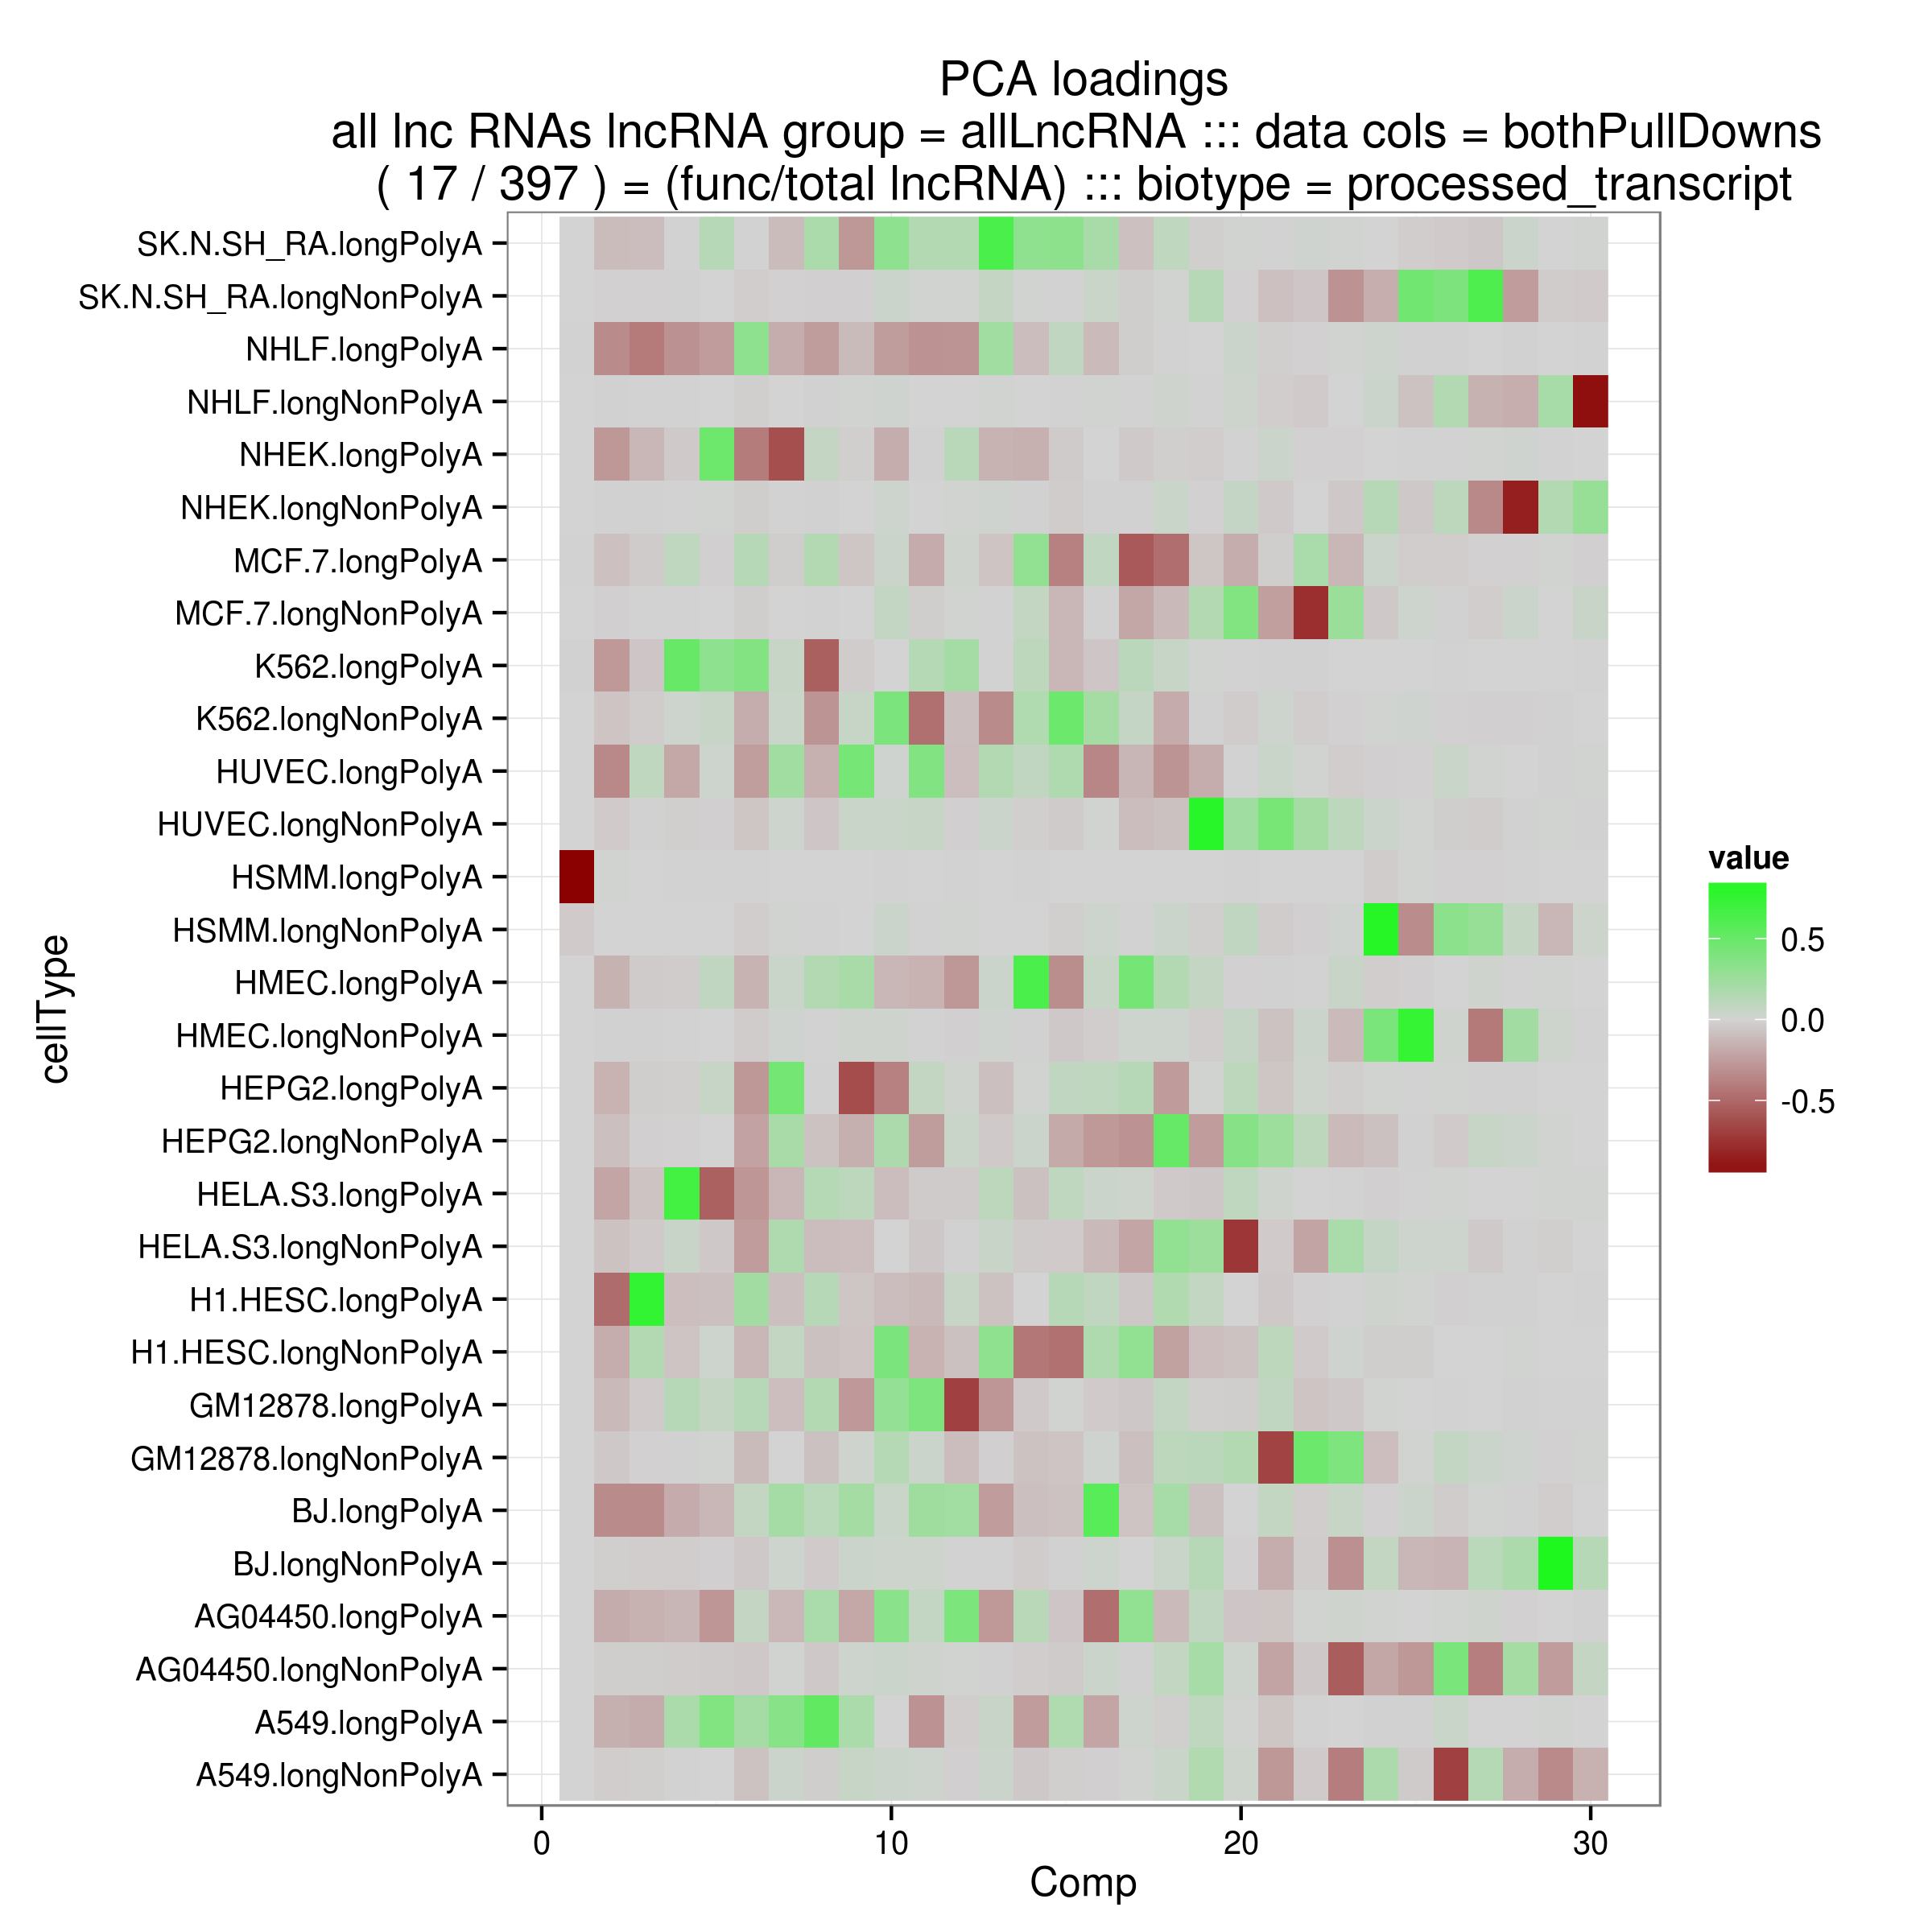 PCA loadings
all lnc RNAs lncRNA group = allLncRNA ::: data cols = bothPullDowns
( 17 / 397 ) = (func/total lncRNA) ::: biotype = processed_transcript
SK.N.SH_RA.longPolyA
SK.N.SH_RA.longNonPolyA
NHLF.longPolyA
NHLF.longNonPolyA
NHEK.longPolyA
NHEK.longNonPolyA
MCF.7.longPolyA
MCF.7.longNonPolyA
K562.longPolyA
K562.longNonPolyA
HUVEC.longPolyA
HUVEC.longNonPolyA
HSMM.longPolyA
HSMM.longNonPolyA
HMEC.longPolyA
HMEC.longNonPolyA
HEPG2.longPolyA
HEPG2.longNonPolyA
HELA.S3.longPolyA
HELA.S3.longNonPolyA
H1.HESC.longPolyA
H1.HESC.longNonPolyA
GM12878.longPolyA
GM12878.longNonPolyA
BJ.longPolyA
BJ.longNonPolyA
AG04450.longPolyA
AG04450.longNonPolyA
A549.longPolyA
A549.longNonPolyA
cellType
0 10 20 30
Comp
value
0.5
0.0
-0.5